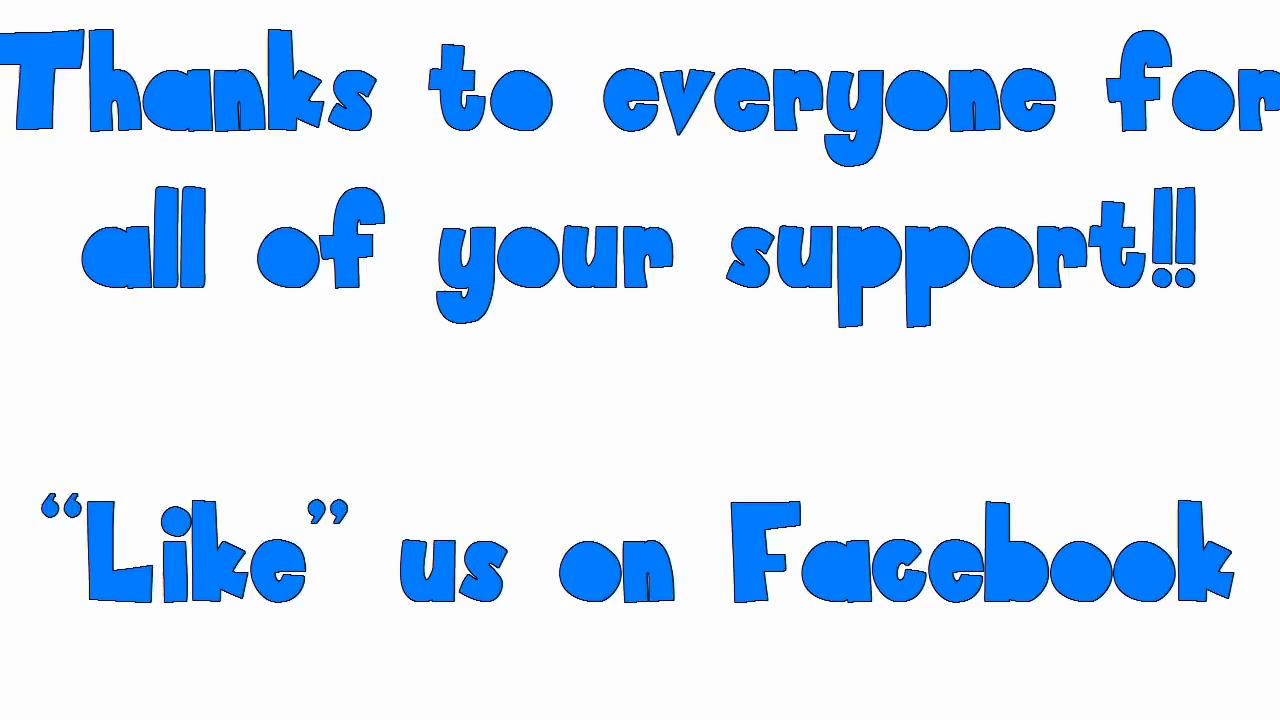 Thanks to everyone for
all of your support!!
“Like” us on Facebook